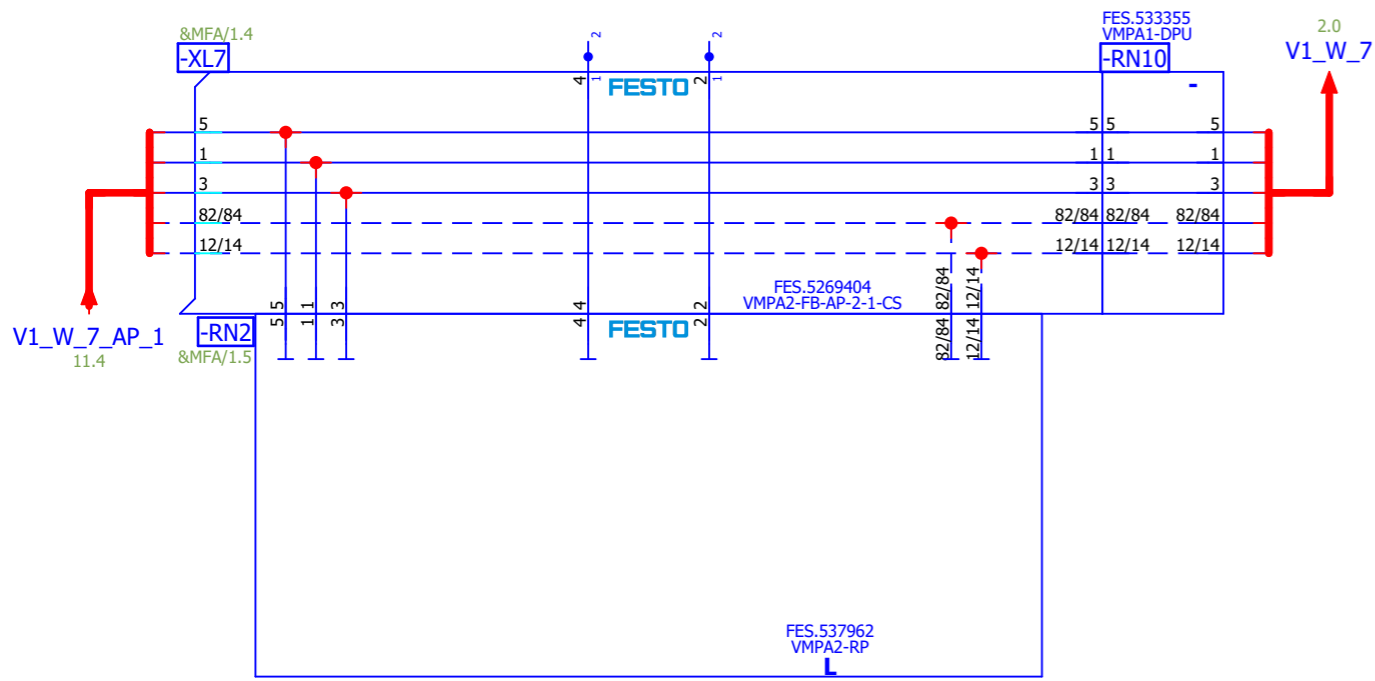 &MFA/1.4
-XL7
2
2
4
1
FESTO
2
1
FES.533355
VMPA1-DPU
-RN10
-
2.0
V1_W_7
5
5 5
5
1
1 1
1
3
3 3
3
82/84
82/84 82/84
82/84
12/14
12/14 12/14
12/14
FES.5269404
VMPA2-FB-AP-2-1-CS
5
1
3
4
2
82/84
12/14
V1_W_7_AP_1
11.4
-RN2
&MFA/1.5
5
1
3
4
FESTO
2
82/84
12/14
FES.537962
VMPA2-RP
L